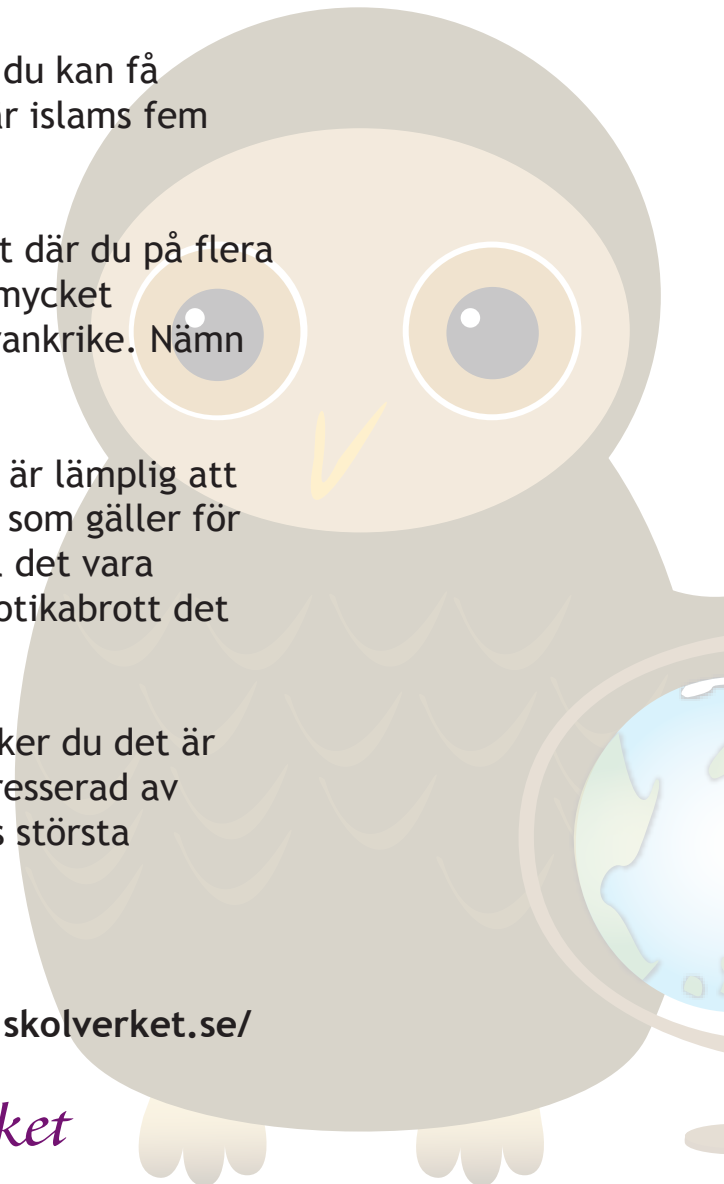 du kan få
r islams fem
t där du på flera
mycket
rankrike. Nämn
är lämplig att
som gäller för
det vara
otikabrott det
ker du det är
resserad av
s största
skolverket.se/
ket